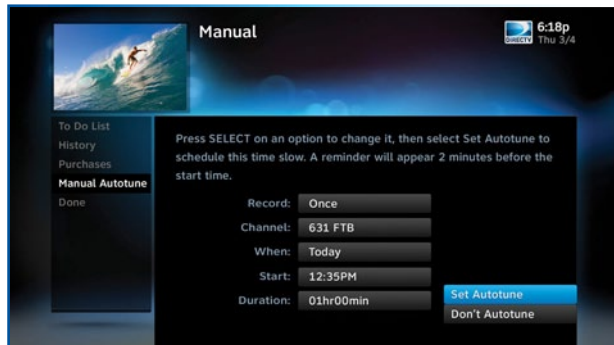 Manual
DIRECTV
6:18p
Thu 3/4
To Do List
History
Purchases
Manual Autotune
Done
Press SELECT on an option to change it, then select Set Autotune to
schedule this time slow. A reminder will appear 2 minutes before the
start time.
Record: Once
Channel: 631 FTB
When: Today
Start: 12:35PM
Duration: 01hr00min
Set Autotune
Don't Autotune